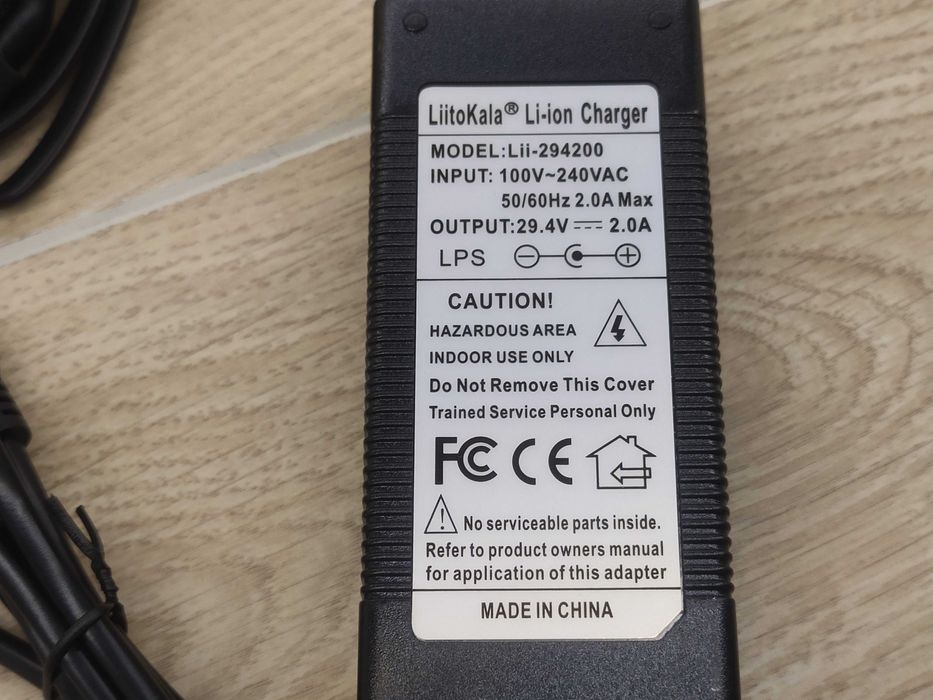 LiitoKala® Li-ion Charger
MODEL:Lii-294200
INPUT: 100V~240VAC
50/60Hz 2.0A Max
OUTPUT:29.4V ⎓ 2.0A
LPS
CAUTION!
HAZARDOUS AREA
INDOOR USE ONLY
Do Not Remove This Cover
Trained Service Personal Only
FC CE
No serviceable parts inside.
Refer to product owners manual
for application of this adapter
MADE IN CHINA